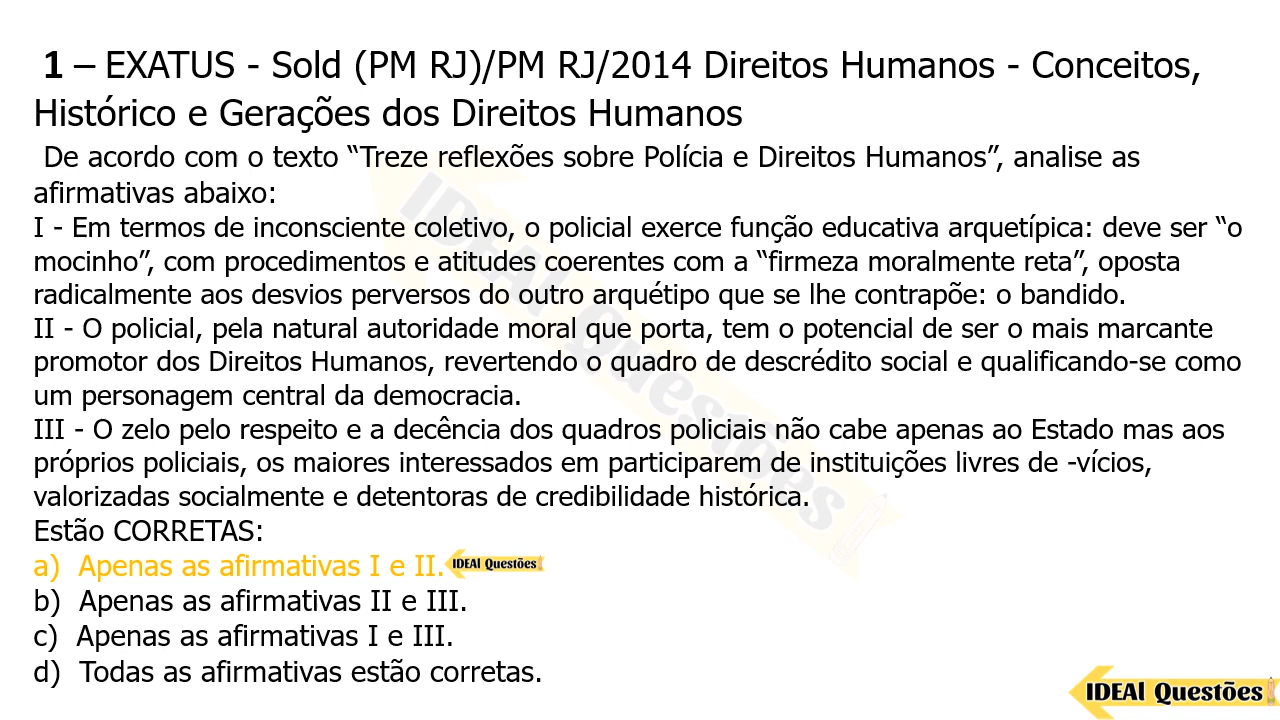 1 – EXATUS - Sold (PM RJ)/PM RJ/2014 Direitos Humanos - Conceitos,
Histórico e Gerações dos Direitos Humanos
De acordo com o texto “Treze reflexões sobre Polícia e Direitos Humanos”, analise as
afirmativas abaixo:
I - Em termos de inconsciente coletivo, o policial exerce função educativa arquetípica: deve ser “o
mocinho”, com procedimentos e atitudes coerentes com a “firmeza moralmente reta”, oposta
radicalmente aos desvios perversos do outro arquétipo que se lhe contrapõe: o bandido.
II - O policial, pela natural autoridade moral que porta, tem o potencial de ser o mais marcante
promotor dos Direitos Humanos, revertendo o quadro de descrédito social e qualificando-se como
um personagem central da democracia.
III - O zelo pelo respeito e a decência dos quadros policiais não cabe apenas ao Estado mas aos
próprios policiais, os maiores interessados em participarem de instituições livres de -vícios,
valorizadas socialmente e detentoras de credibilidade histórica.
Estão CORRETAS:
a) Apenas as afirmativas I e II. IDEAl Questões
b) Apenas as afirmativas II e III.
c) Apenas as afirmativas I e III.
d) Todas as afirmativas estão corretas.
IDEAl Questões
IDEAl Questões